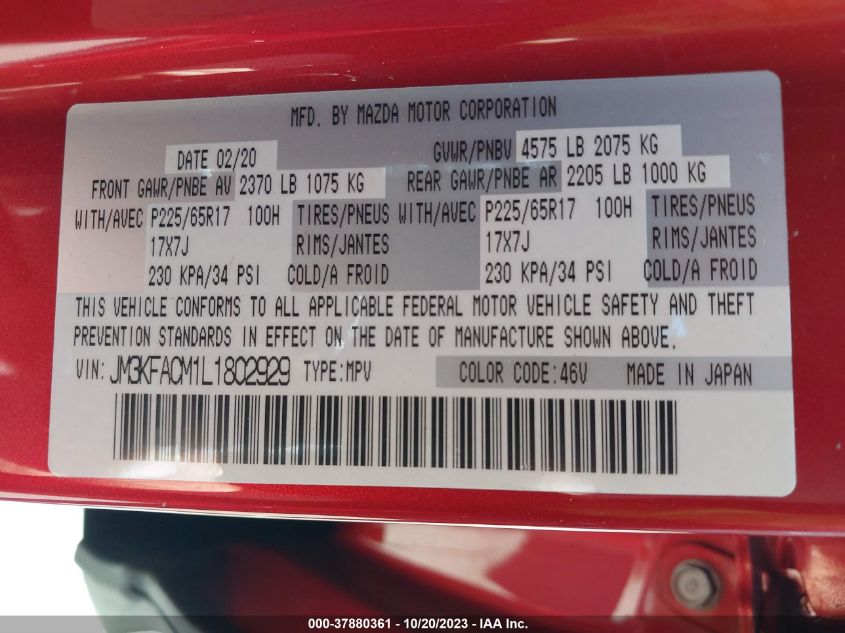 MFD. BY MAZDA MOTOR CORPORATION
DATE 02/20 GVWR/PNBV 4575 LB 2075 KG
FRONT GAWR/PNBE AV 2370 LB 1075 KG REAR GAWR/PNBE AR 2205 LB 1000 KG
WITH/AVEC P225/65R17 100H TIRES/PNEUS WITH/AVEC P225/65R17 100H TIRES/PNEUS
17X7J RIMS/JANTES 17X7J RIMS/JANTES
230 KPA/34 PSI COLD/A FROID 230 KPA/34 PSI COLD/A FROID
THIS VEHICLE CONFORMS TO ALL APPLICABLE FEDERAL MOTOR VEHICLE SAFETY AND THEFT
PREVENTION STANDARDS IN EFFECT ON THE DATE OF MANUFACTURE SHOWN ABOVE.
VIN: JM3KFACM1L1802929 TYPE:MPV COLOR CODE:46V MADE IN JAPAN
000-37880361 | 10/20/2023 - IAA Inc.